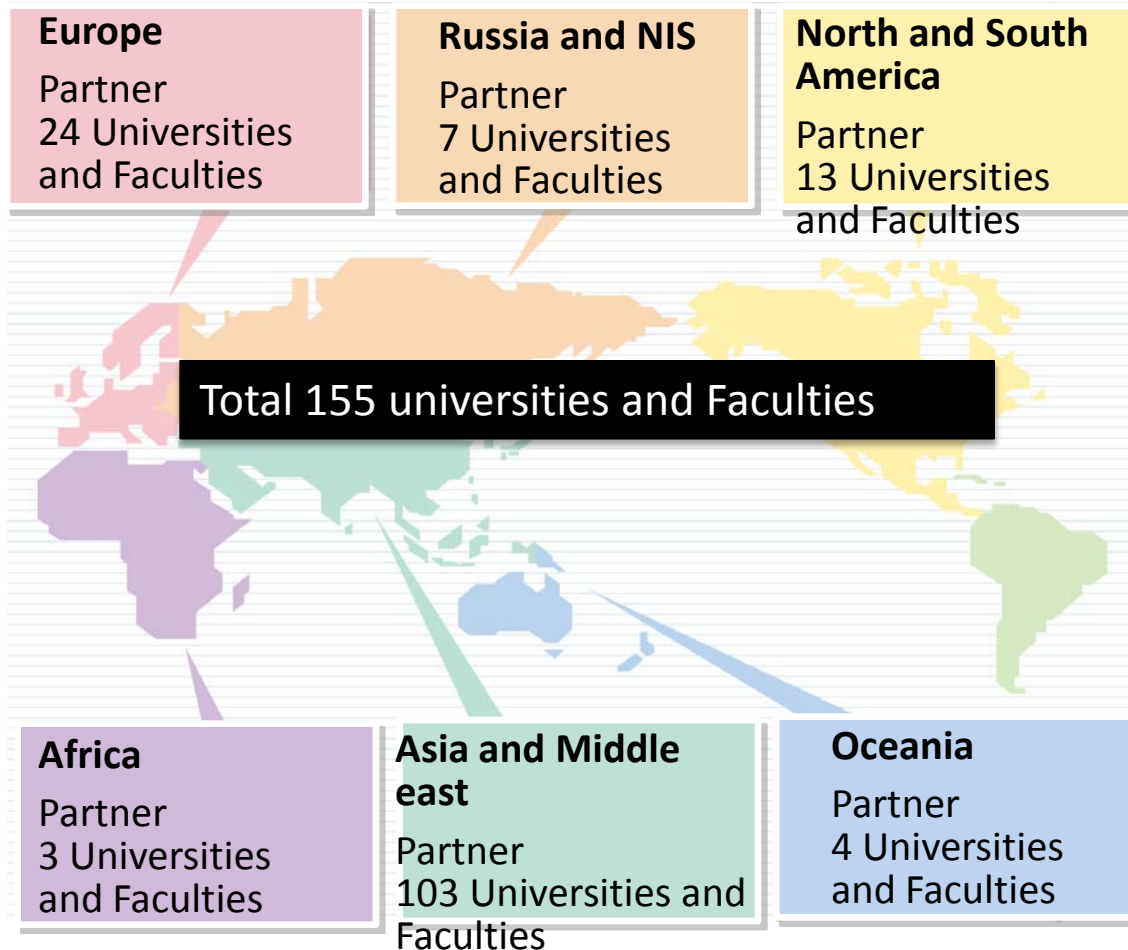 Europe
Partner
24 Universities
and Faculties
Russia and NIS
Partner
7 Universities
and Faculties
North and South
America
Partner
13 Universities
and Faculties
Total 155 universities and Faculties
Africa
Partner
3 Universities
and Faculties
Asia and Middle
east
Partner
103 Universities and
Faculties
Oceania
Partner
4 Universities
and Faculties